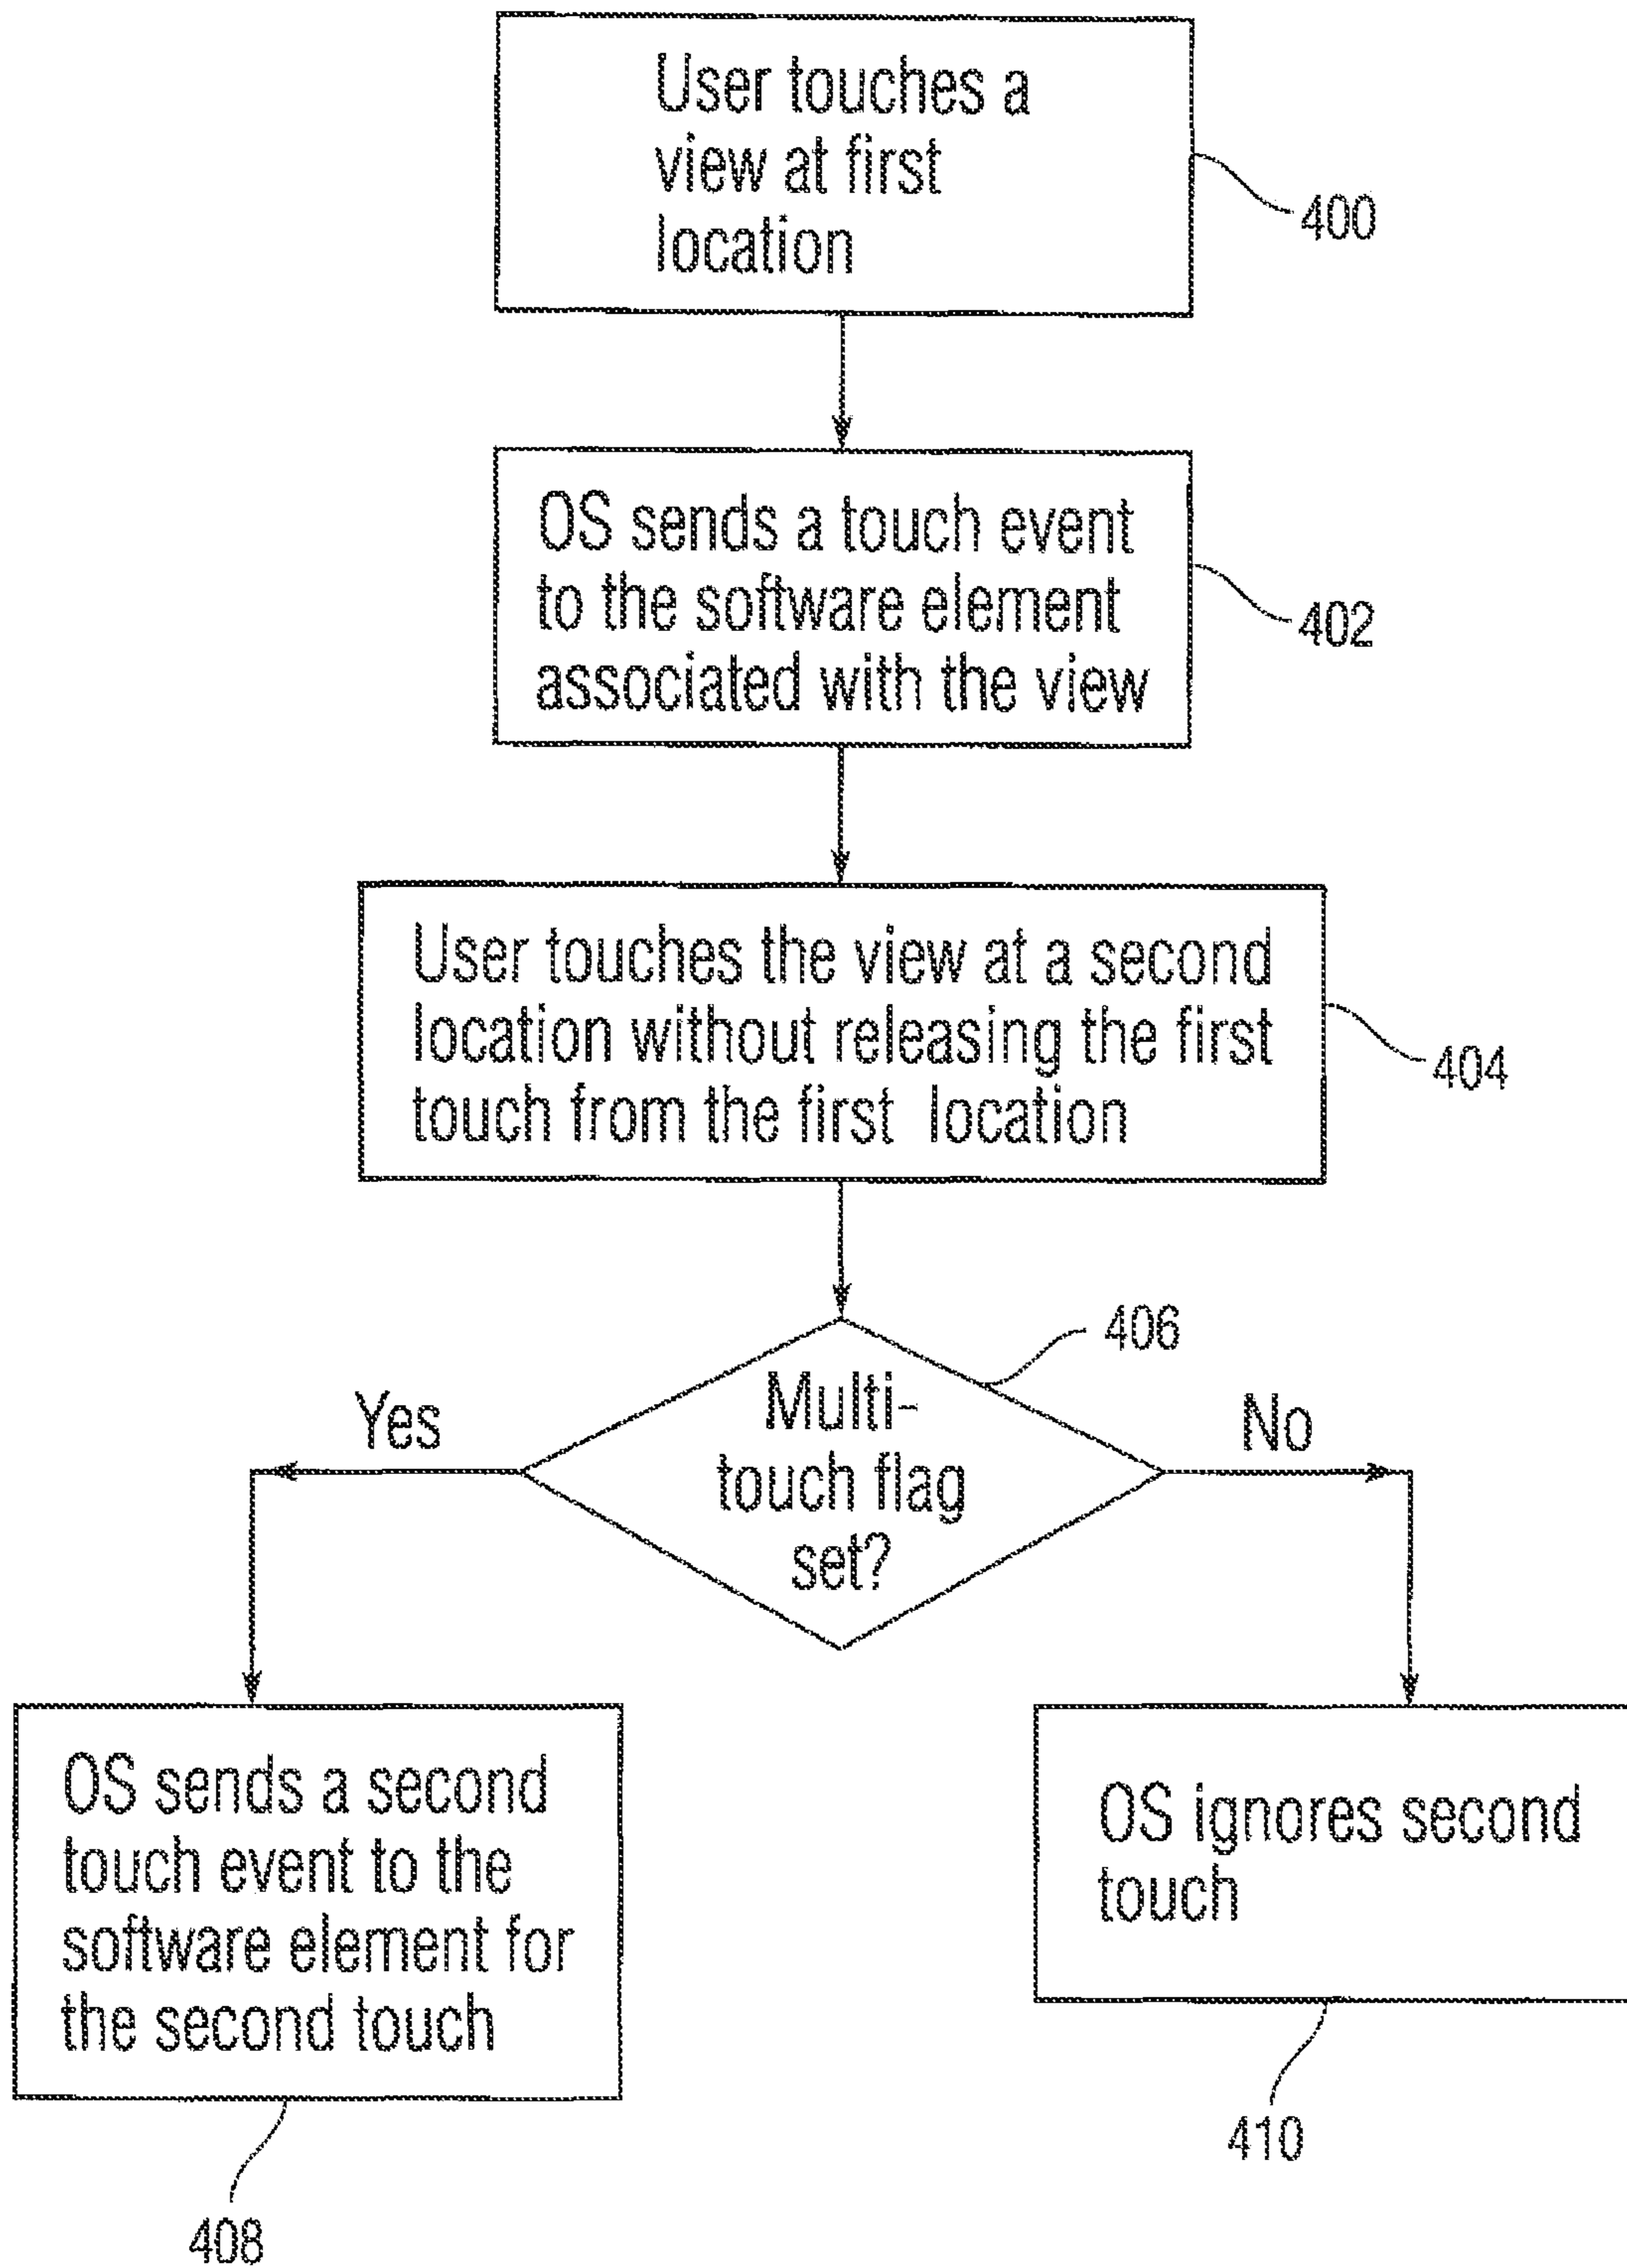 User touches a
view at first
location
400
OS sends a touch event
to the software element
associated with the view
402
User touches the view at a second
location without releasing the first
touch from the first location
404
406
Multi-
touch flag
set?
Yes
No
OS sends a second
touch event to the
software element for
the second touch
408
OS ignores second
touch
410